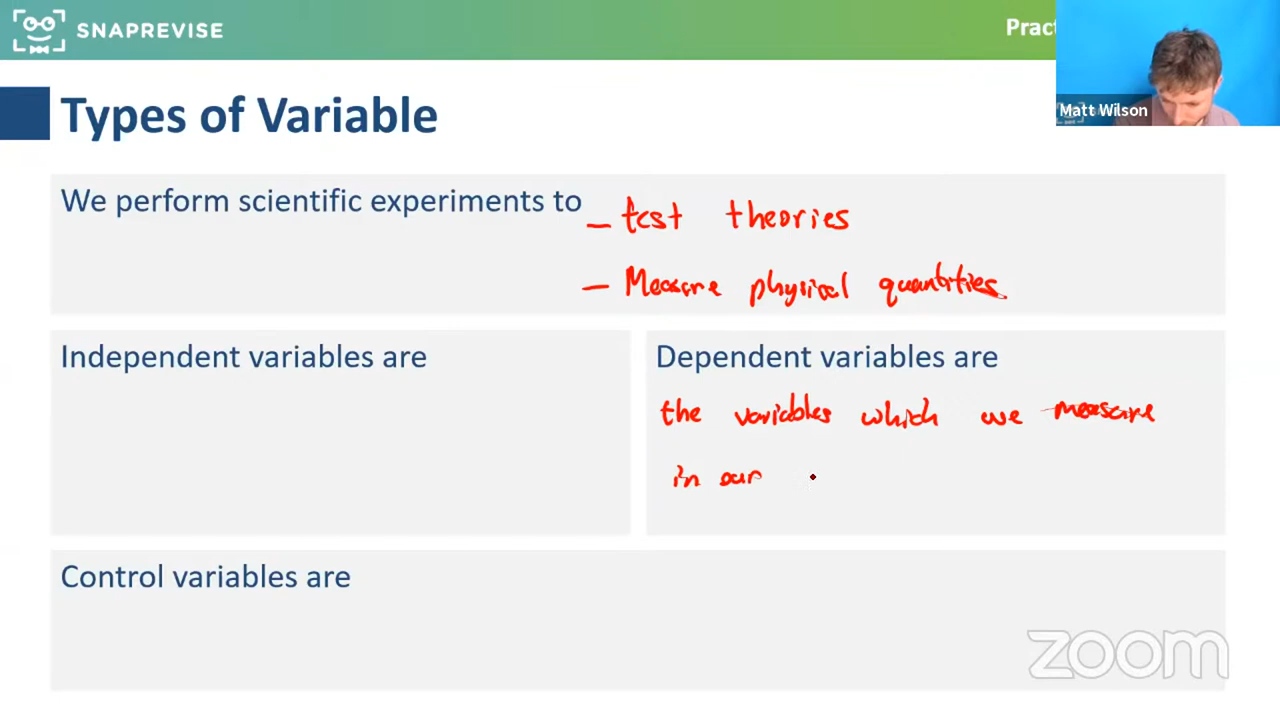 SNAPREVISE
Pract
Matt Wilson
Types of Variable
We perform scientific experiments to
– test theories
– Measure physical quantities
Independent variables are
Dependent variables are
the variables which we measure
in our
Control variables are
zoom